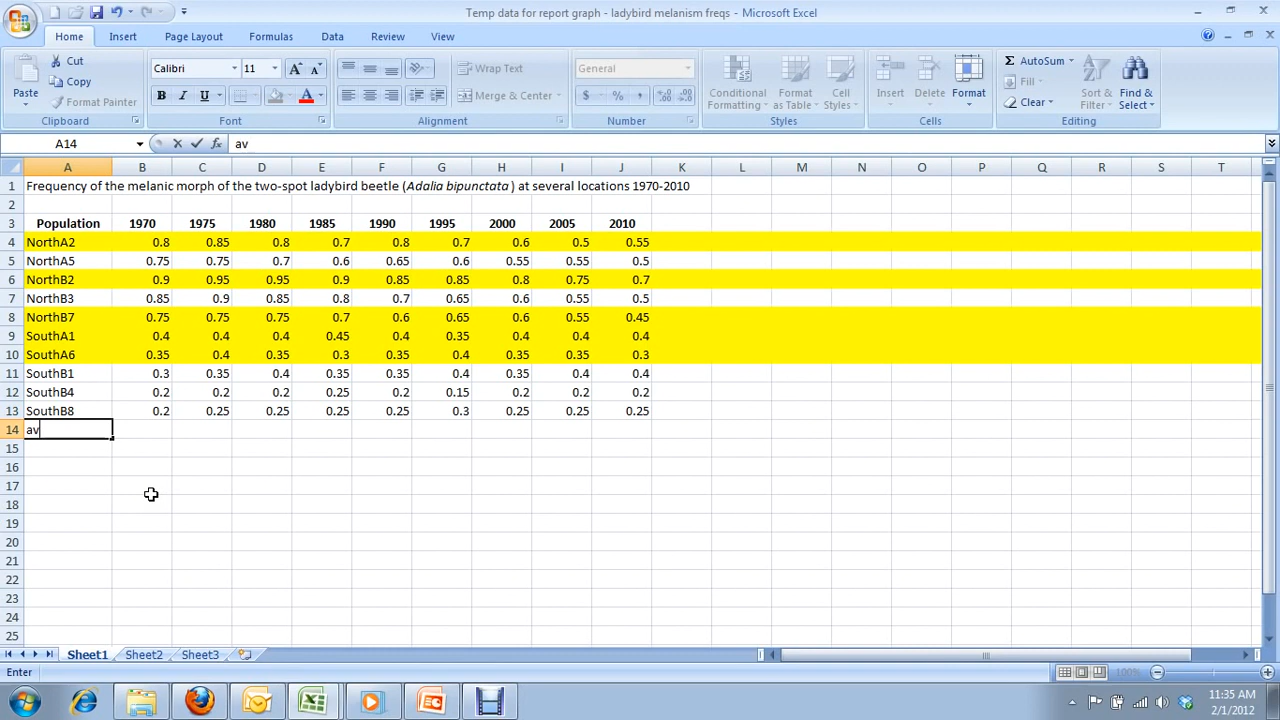 Temp data for report graph - ladybird melanism freqs - Microsoft Excel
Home Insert Page Layout Formulas Data Review View
Paste Cut Copy Format Painter Clipboard
Calibri 11 A A B I U A Font
Wrap Text Merge & Center Alignment
General $ % , Number
Conditional Formatting Format as Table Cell Styles Styles
Insert Delete Format Cells
Σ AutoSum Fill Clear Sort & Filter Find & Select Editing
A14 fx av
A B C D E F G H I J K L M N O P Q R S T
1 Frequency of the melanic morph of the two-spot ladybird beetle (Adalia bipunctata ) at several locations 1970-2010
2
3 Population 1970 1975 1980 1985 1990 1995 2000 2005 2010
4 NorthA2 0.8 0.85 0.8 0.7 0.8 0.7 0.6 0.5 0.55
5 NorthA5 0.75 0.75 0.7 0.6 0.65 0.6 0.55 0.55 0.5
6 NorthB2 0.9 0.95 0.95 0.9 0.85 0.85 0.8 0.75 0.7
7 NorthB3 0.85 0.9 0.85 0.8 0.7 0.65 0.6 0.55 0.5
8 NorthB7 0.75 0.75 0.75 0.7 0.6 0.65 0.6 0.55 0.45
9 SouthA1 0.4 0.4 0.4 0.45 0.4 0.35 0.4 0.4 0.4
10 SouthA6 0.35 0.4 0.35 0.3 0.35 0.4 0.35 0.35 0.3
11 SouthB1 0.3 0.35 0.4 0.35 0.35 0.4 0.35 0.4 0.4
12 SouthB4 0.2 0.2 0.2 0.25 0.2 0.15 0.2 0.2 0.2
13 SouthB8 0.2 0.25 0.25 0.25 0.25 0.3 0.25 0.25 0.25
14 av
15
16
17
18
19
20
21
22
23
24
25
Sheet1 Sheet2 Sheet3
Enter 100%
11:35 AM
2/1/2012